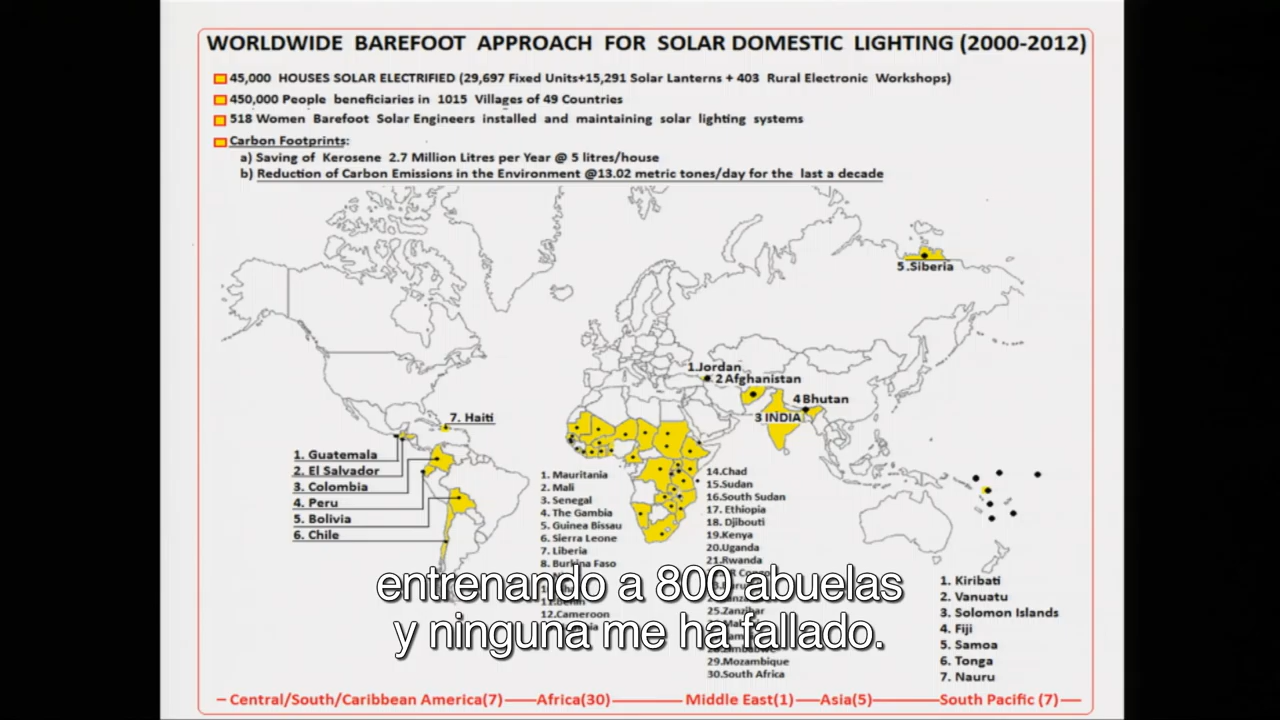 WORLDWIDE BAREFOOT APPROACH FOR SOLAR DOMESTIC LIGHTING (2000-2012)
45,000 HOUSES SOLAR ELECTRIFIED (29,697 Fixed Units+15,291 Solar Lanterns + 403 Rural Electronic Workshops)
450,000 People beneficiaries in 1015 Villages of 49 Countries
518 Women Barefoot Solar Engineers installed and maintaining solar lighting systems
Carbon Footprints:
a) Saving of Kerosene 2.7 Million Litres per Year @ 5 litres/house
b) Reduction of Carbon Emissions in the Environment @13.02 metric tones/day for the last a decade
5.Siberia
1.Jordan
2 Afghanistan
4 Bhutan
3 INDIA
7. Haiti
1. Guatemala
2. El Salvador
3. Colombia
4. Peru
5. Bolivia
6. Chile
1. Mauritania
2. Mali
3. Senegal
4. The Gambia
5. Guinea Bissau
6. Sierra Leone
7. Liberia
8. Burkina Faso
12.Cameroon
14.Chad
15.Sudan
16.South Sudan
17. Ethiopia
18. Djibouti
19.Kenya
20.Uganda
21.Rwanda
25.Zanzibar
29.Mozambique
30.South Africa
1. Kiribati
2. Vanuatu
3. Solomon Islands
4. Fiji
5. Samoa
6. Tonga
7. Nauru
entrenando a 800 abuelas
y ninguna me ha fallado.
Central/South/Caribbean America(7) Africa(30) Middle East(1) Asia(5) South Pacific (7)